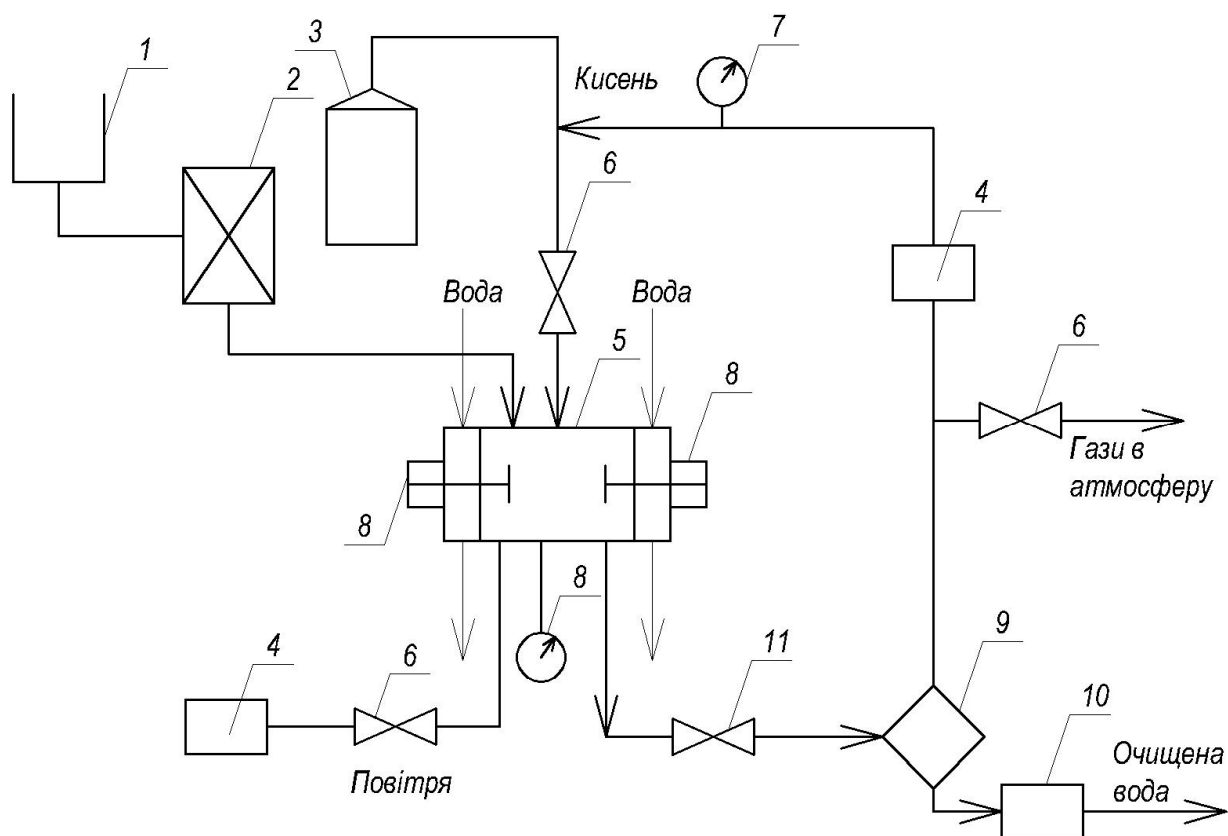 1
2
3
Кисень
7
6
4
Вода
Вода
5
8
6
Гази в
атмосферу
8
8
4
6
11
9
10
Повітря
Очищена
вода